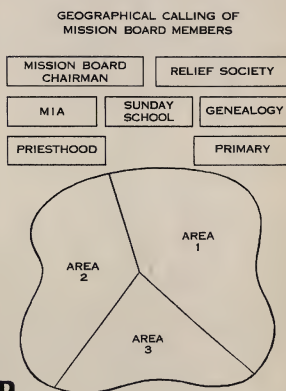 GEOGRAPHICAL CALLING OF
MISSION BOARD MEMBERS
MISSION BOARD
CHAIRMAN
RELIEF SOCIETY
MIA
SUNDAY
SCHOOL
GENEALOGY
PRIESTHOOD
PRIMARY
AREA
1
AREA
2
AREA
3